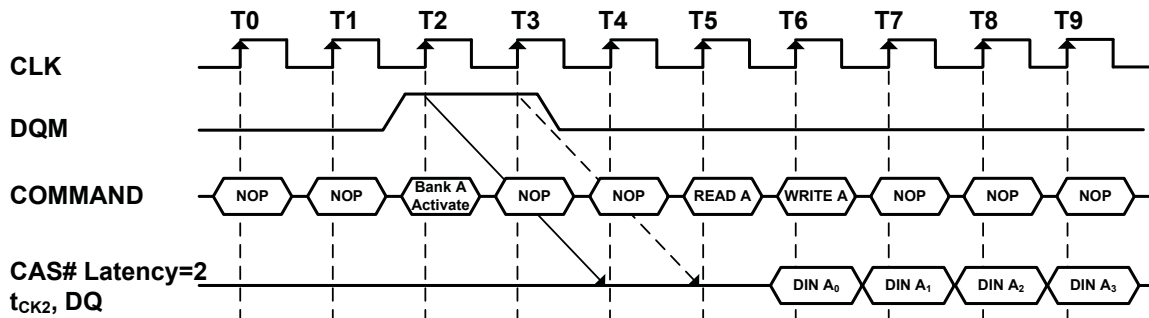 T0 T1 T2 T3 T4 T5 T6 T7 T8 T9
CLK
DQM
COMMAND NOP NOP Bank A Activate NOP NOP READ A WRITE A NOP NOP NOP
CAS# Latency=2
tCK2, DQ DIN A0 DIN A1 DIN A2 DIN A3